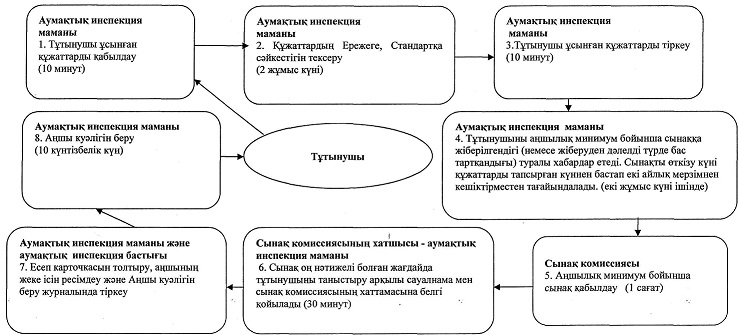 Аумақтық инспекция
маманы
1. Тұтынушы ұсынған
құжаттарды қабылдау
(10 минут)
Аумақтық инспекция
маманы
2. Құжаттардың Ережеге, Стандартқа
сәйкестігін тексеру
(2 жұмыс күні)
Аумақтық инспекция
маманы
3.Тұтынушы ұсынған құжаттарды тіркеу
(10 минут)
Аумақтық инспекция маманы
4. Тұтынушыны аңшылық минимум бойынша сынаққа
жіберілгендігі (немесе жіберуден дәлелді түрде бас
тартқандығы) туралы хабардар етеді. Сынақты өткізу күні
құжаттарды тапсырған күннен бастап екі айлық мерзімнен
кешіктірместен тағайындалады. (екі жұмыс күні ішінде)
Сынақ комиссиясы
5. Аңшылық минимум бойынша
сынақ қабылдау (1 сағат)
Сынақ комиссиясының хатшысы - аумақтық
инспекция маманы
6. Сынақ оң нәтижелі болған жағдайда
тұтынушыны таныстыру арқылы сауалнама мен
сынақ комиссиясының хаттамасына белгі
қойылады (30 минут)
Аумақтық инспекция маманы және
аумақтық инспекция бастығы
7. Есеп карточкасын толтыру, аңшының
жеке ісін ресімдеу және Аңшы куәлігін
беру журналында тіркеу
Аумақтық инспекция маманы
8. Аңшы куәлігін беру
(10 күнтізбелік күн)
Тұтынушы